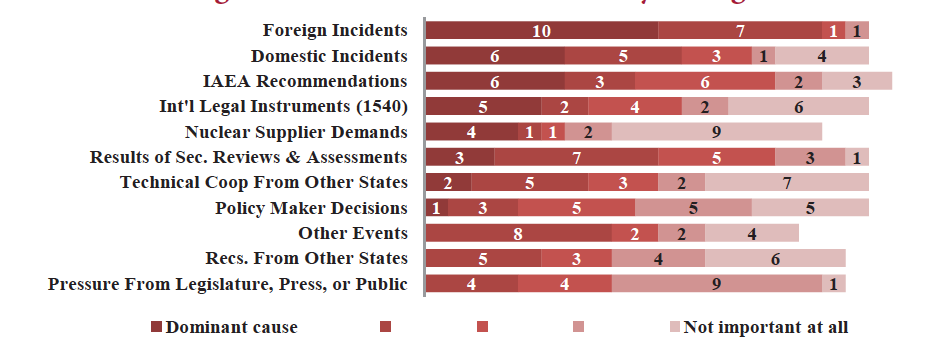 Foreign Incidents 10 7 1 1
Domestic Incidents 6 5 3 1 4
IAEA Recommendations 6 3 6 2 3
Int'l Legal Instruments (1540) 5 2 4 2 6
Nuclear Supplier Demands 4 1 1 2 9
Results of Sec. Reviews & Assessments 3 7 5 3 1
Technical Coop From Other States 2 5 3 2 7
Policy Maker Decisions 1 3 5 5 5
Other Events 8 2 2 4
Recs. From Other States 5 3 4 6
Pressure From Legislature, Press, or Public 4 4 9 1
Dominant cause Not important at all